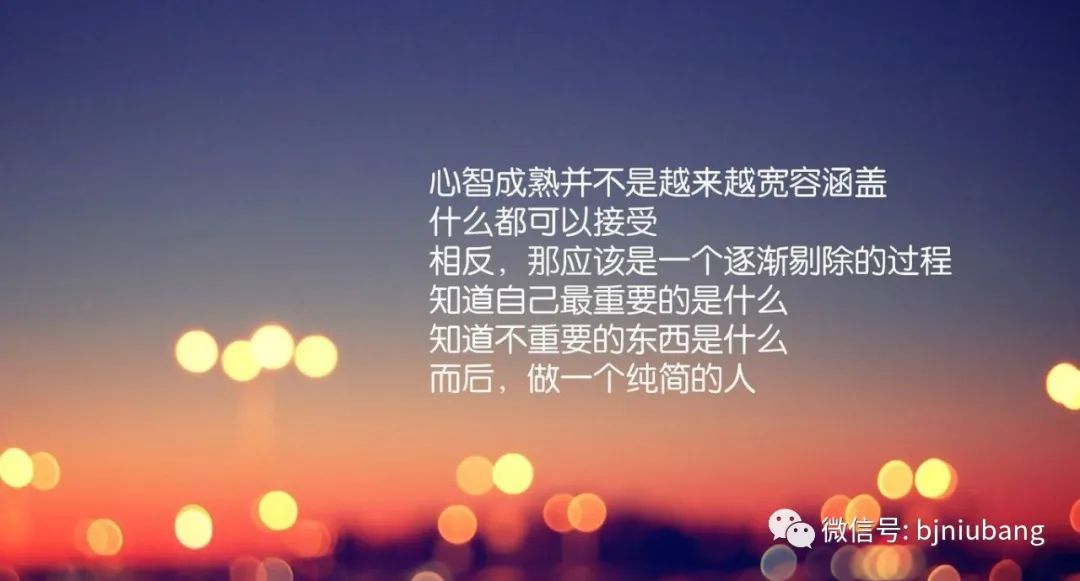 心智成熟并不是越来越宽容涵盖
什么都可以接受
相反，那应该是一个逐渐剔除的过程
知道自己最重要的是什么
知道不重要的东西是什么
而后，做一个纯简的人
微信号: bjniubang